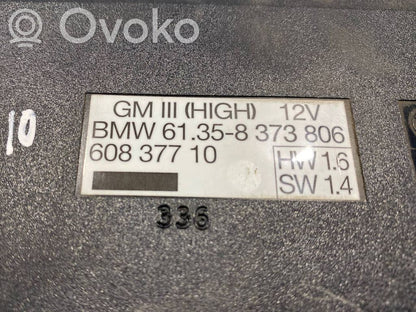 Ovoko
GM III (HIGH) 12V
BMW 61.35-8 373 806
608 377 10
HW 1.6
SW 1.4
10
336